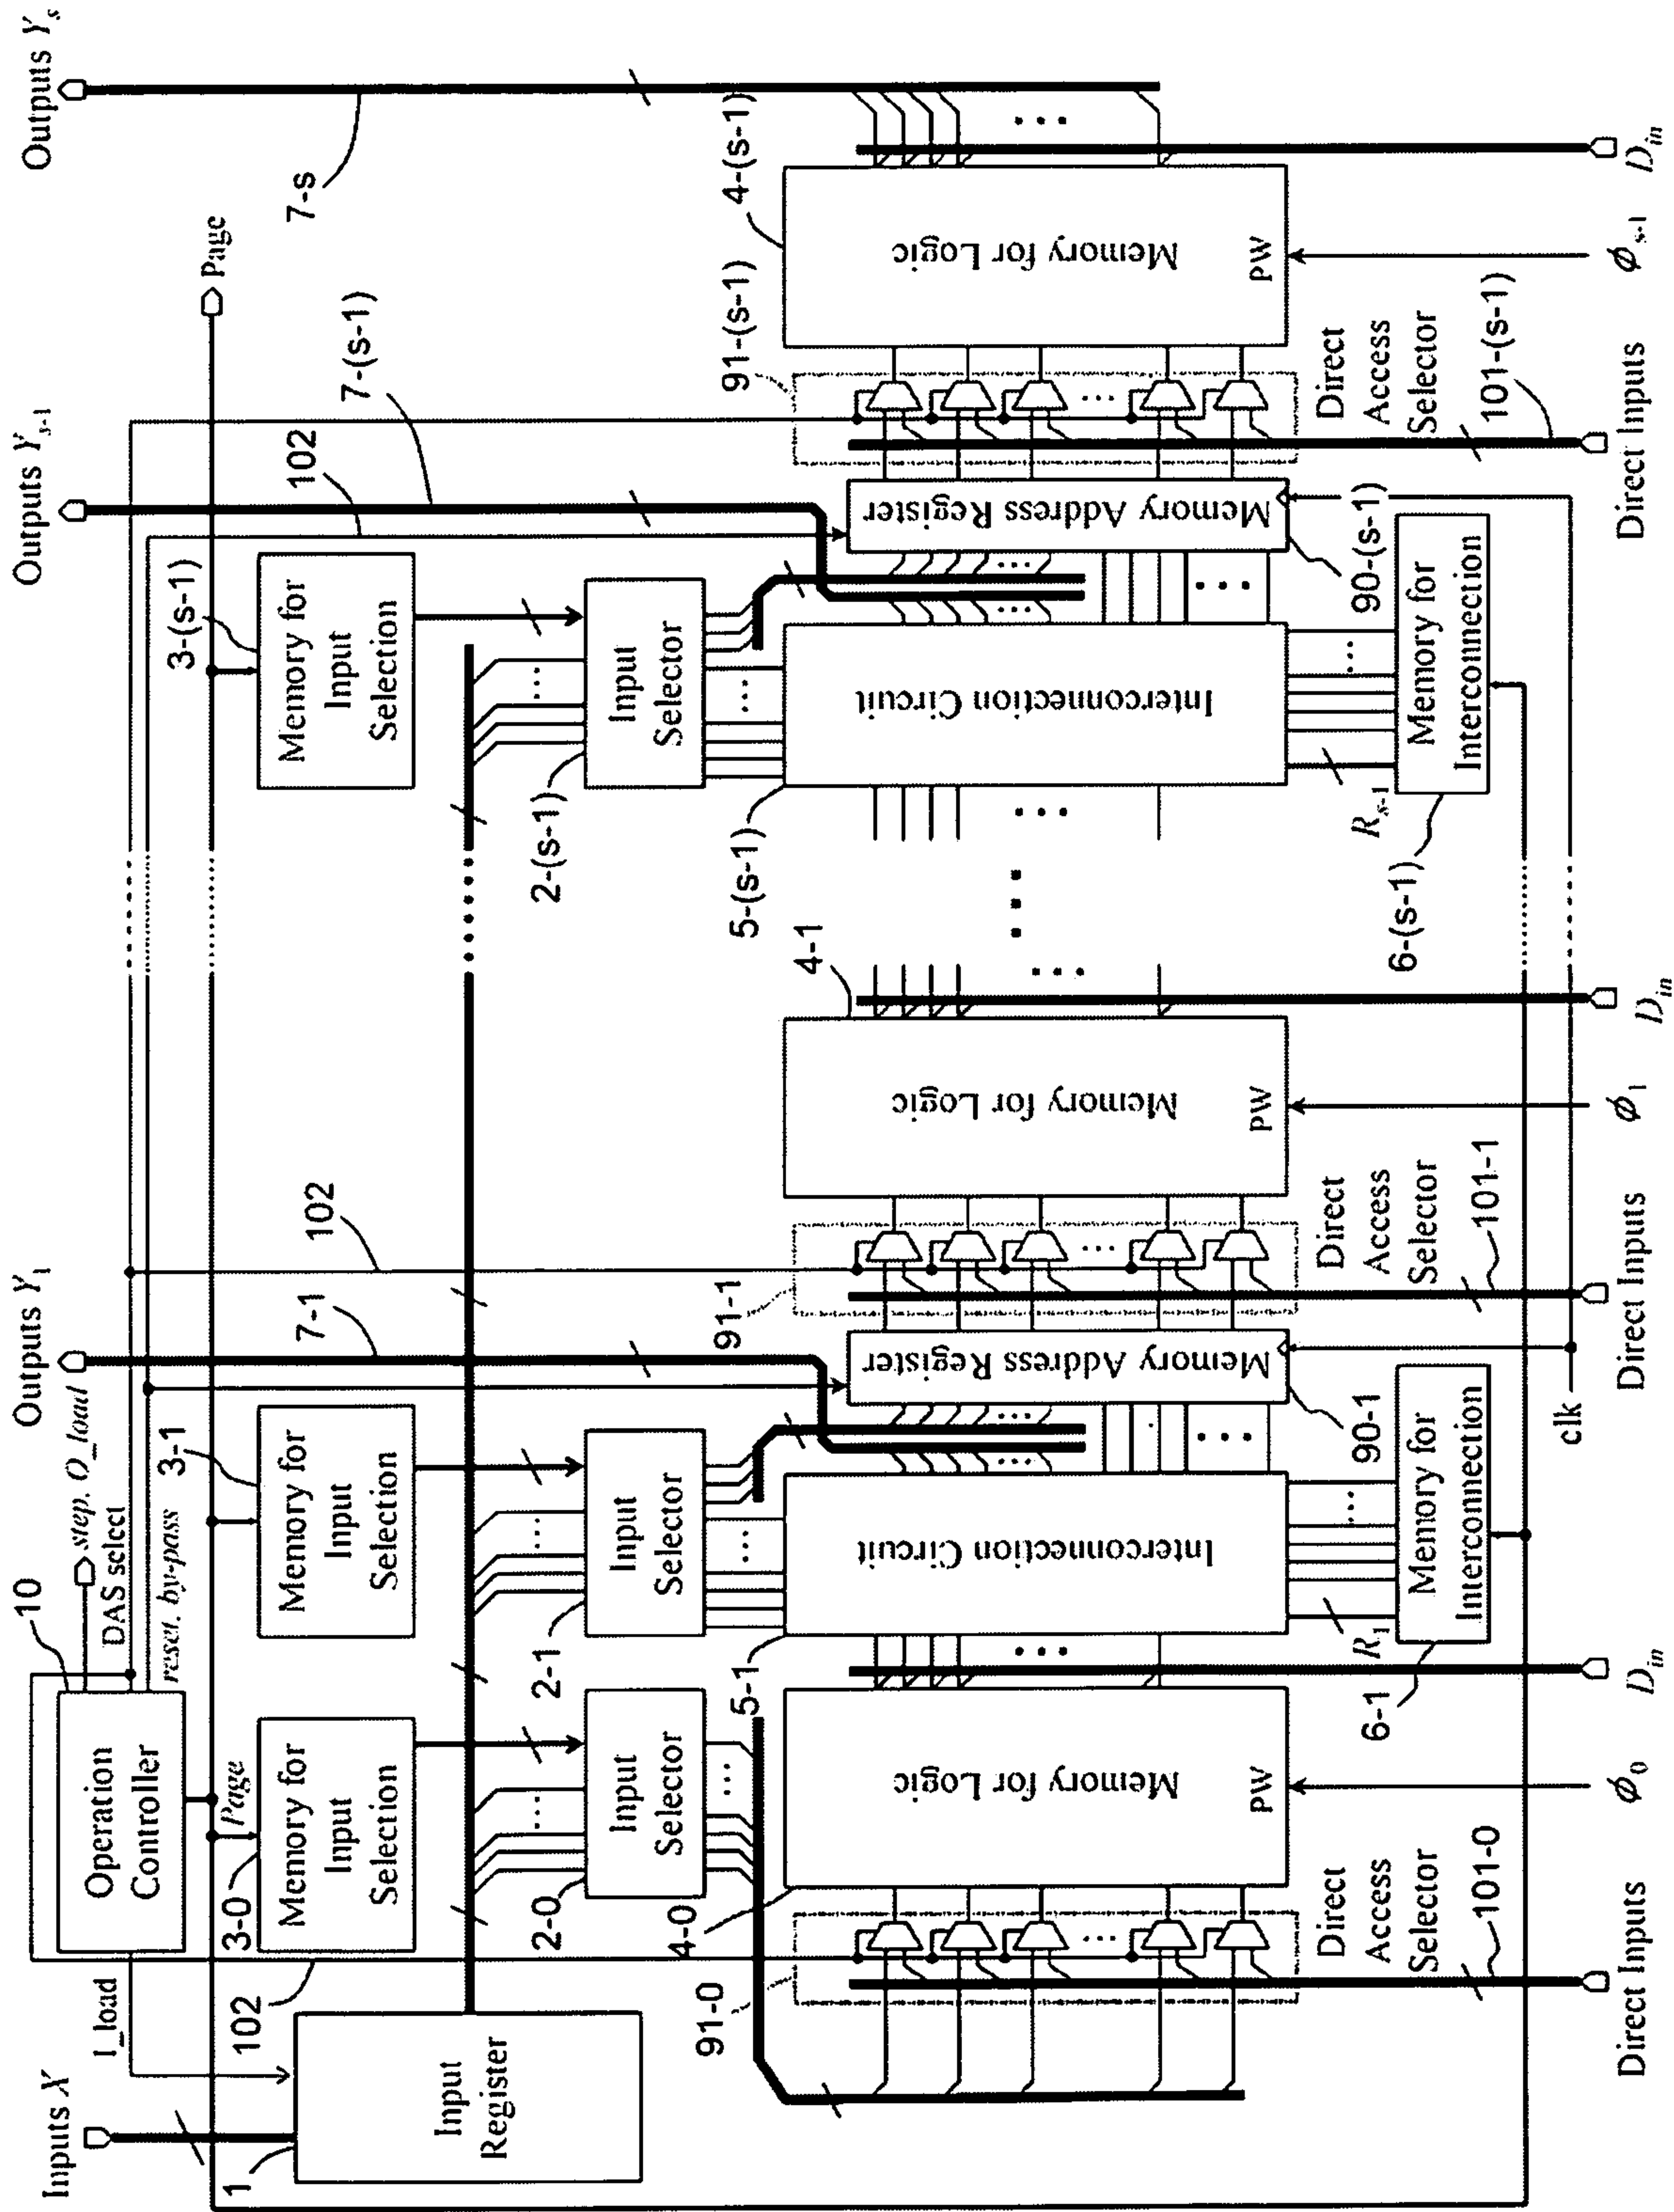 Inputs X
Outputs Y1
Outputs Ys-1
Outputs Ys
1
I_load
10
Operation
Controller
step. O_load
DAS select
reset. by-pass
Page
Page
102
Input
Register
3-0
Memory for
Input
Selection
3-1
Memory for
Input
Selection
7-1
102
3-(s-1)
Memory for
Input
Selection
102
7-(s-1)
7-s
2-0
Input
Selector
2-1
Input
Selector
2-(s-1)
Input
Selector
91-0
4-0
Memory for Logic
PW
5-1
Interconnection Circuit
Memory Address Register
91-1
4-1
Memory for Logic
PW
5-(s-1)
Interconnection Circuit
Memory Address Register
91-(s-1)
4-(s-1)
Memory for Logic
PW
Direct
Access
Selector
101-0
Direct Inputs
ϕ0
Din
R1
6-1
Memory for
Interconnection
90-1
clk
Direct
Access
Selector
101-1
Direct Inputs
ϕ1
Din
Rs-1
6-(s-1)
Memory for
Interconnection
90-(s-1)
Direct
Access
Selector
101-(s-1)
Direct Inputs
ϕs-1
Din